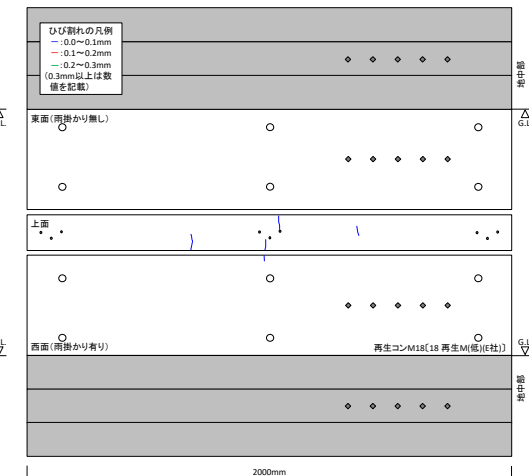 ひび割れの凡例
－:0.0～0.1mm
－:0.1～0.2mm
－:0.2～0.3mm
(0.3mm以上は数
値を記載)
地中部
G.L
G.L
東面(雨掛かり無し)
上面
西面(雨掛かり有り)
再生コンM18〔18 再生M(低)(E社)〕
G.L
G.L
地中部
2000mm